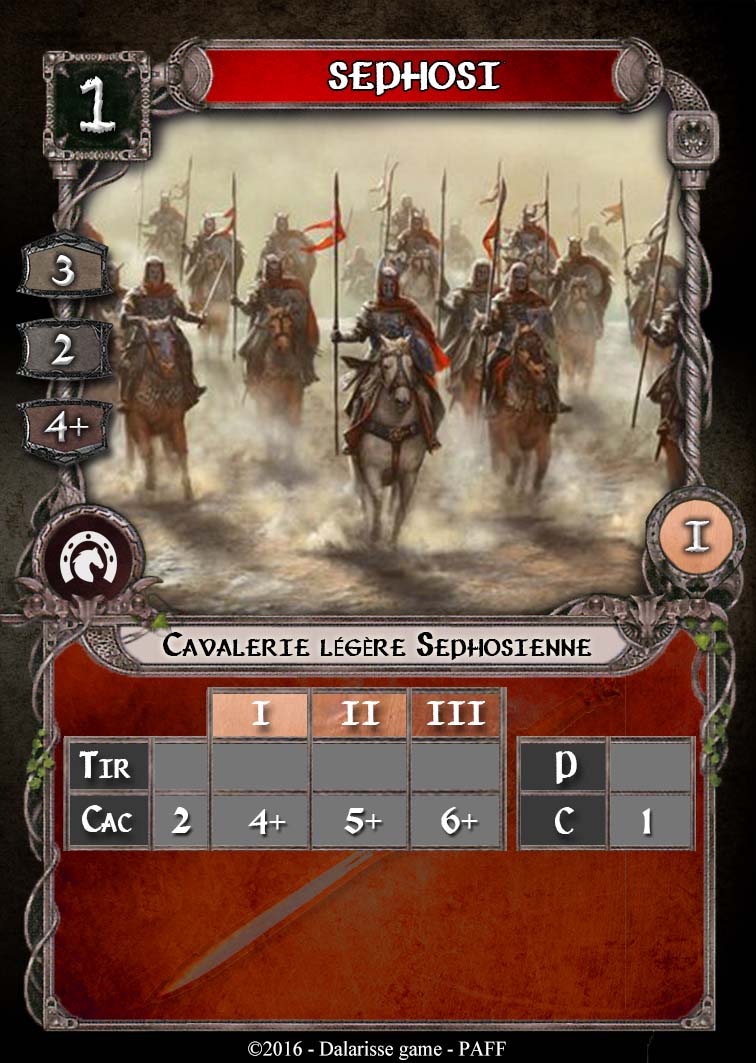 SEPHOSI
1
3
2
4+
I
Cavalerie légère Sephosienne
I II III
Tir P
Cac 2 4+ 5+ 6+ C 1
©2016 - Dalarisse game - PAFF